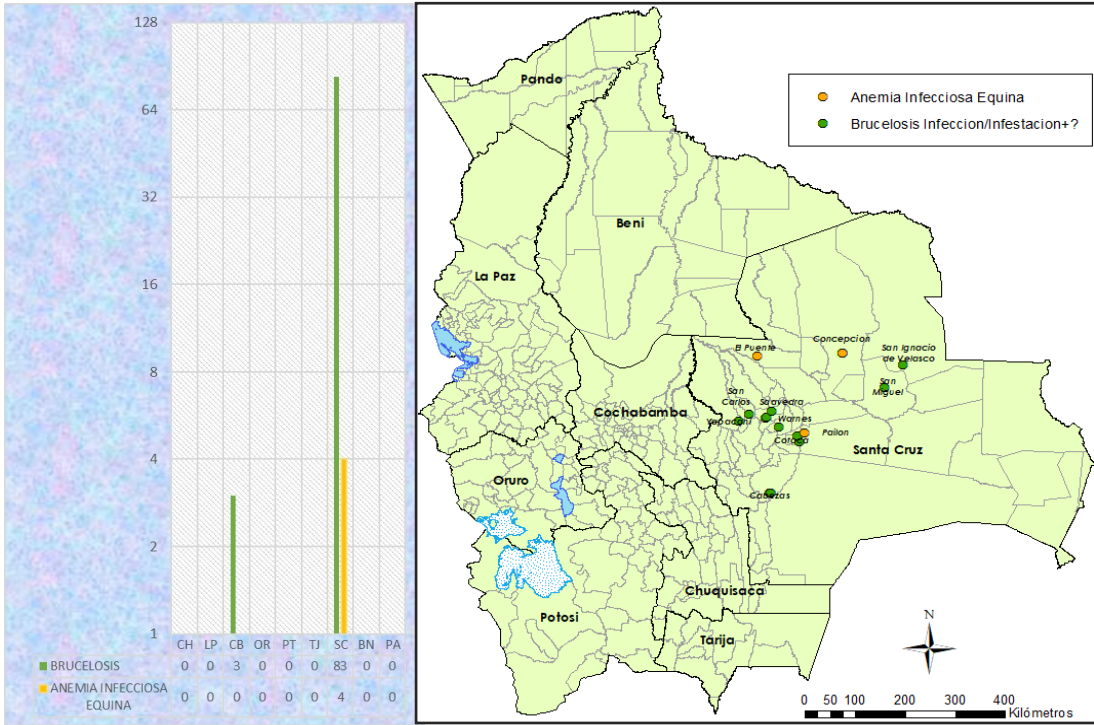 128
64
32
16
8
4
2
1
CH LP CB OR PT TJ SC BN PA
BRUCELOSIS 0 0 3 0 0 0 83 0 0
ANEMIA INFECCIOSA
EQUINA
0 0 0 0 0 0 4 0 0
Anemia Infecciosa Equina
Brucelosis Infeccion/Infestacion+?
Pando
Beni
La Paz
Concepcion
El Puente
San Ignacio
de Velasco
San
Miguel
San
Carlos
Saavedra
Cochabamba
Yapacani
Warnes
Pailon
Cotoca
Santa Cruz
Oruro
Cabezas
Chuquisaca
Potosi
Tarija
N
0 50 100 200 300 400
Kilómetros